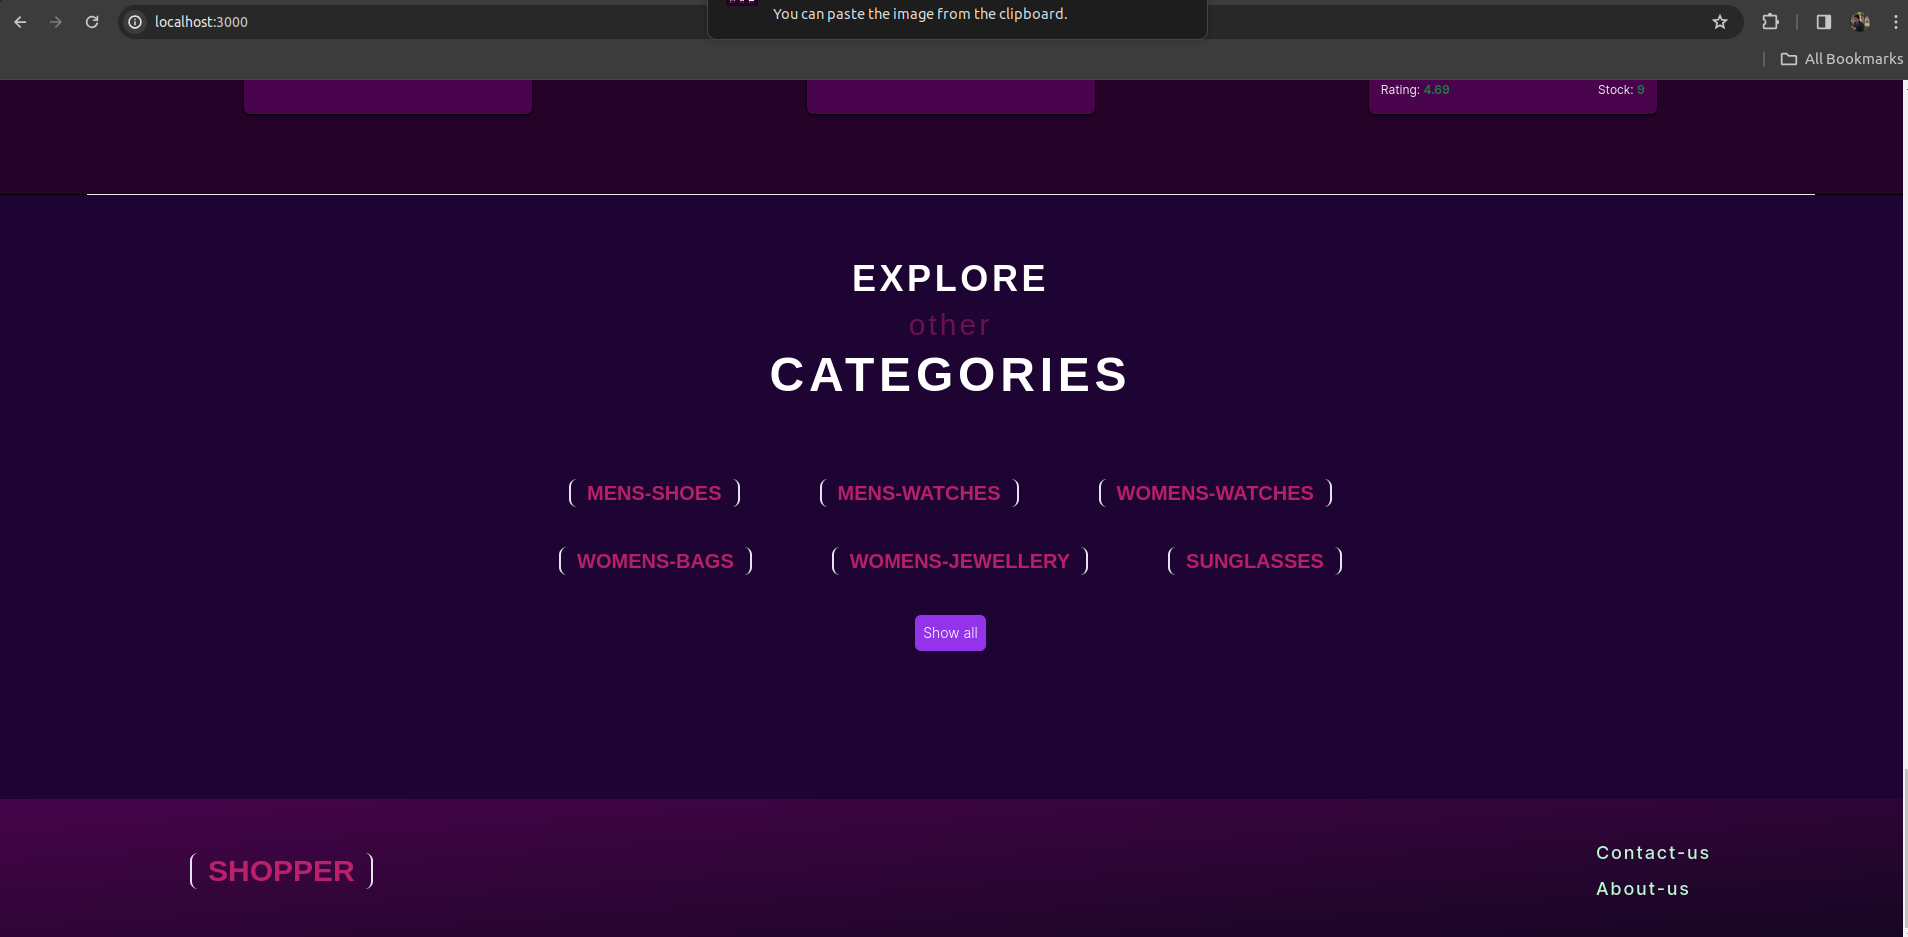 You can paste the image from the clipboard.
localhost:3000
All Bookmarks
Rating: 4.69 Stock: 9
EXPLORE
other
CATEGORIES
MENS-SHOES MENS-WATCHES WOMENS-WATCHES
WOMENS-BAGS WOMENS-JEWELLERY SUNGLASSES
Show all
SHOPPER
Contact-us
About-us